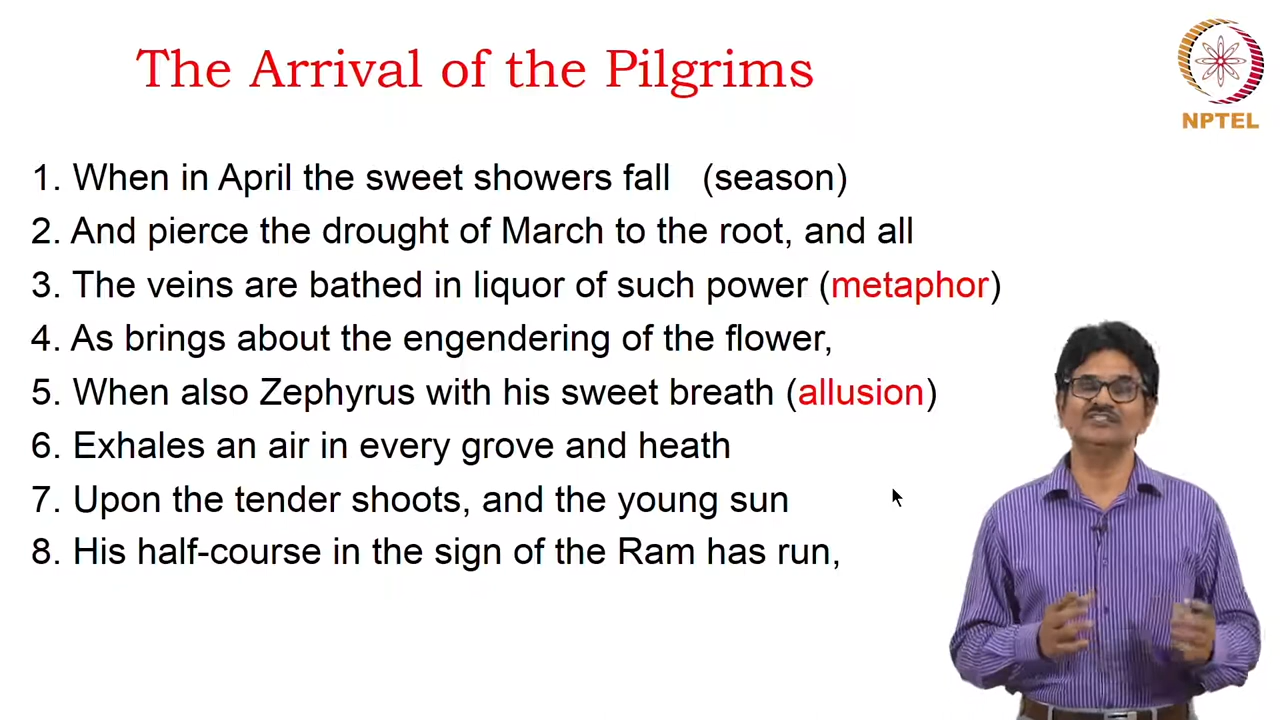 The Arrival of the Pilgrims
NPTEL
1. When in April the sweet showers fall (season)
2. And pierce the drought of March to the root, and all
3. The veins are bathed in liquor of such power (metaphor)
4. As brings about the engendering of the flower,
5. When also Zephyrus with his sweet breath (allusion)
6. Exhales an air in every grove and heath
7. Upon the tender shoots, and the young sun
8. His half-course in the sign of the Ram has run,